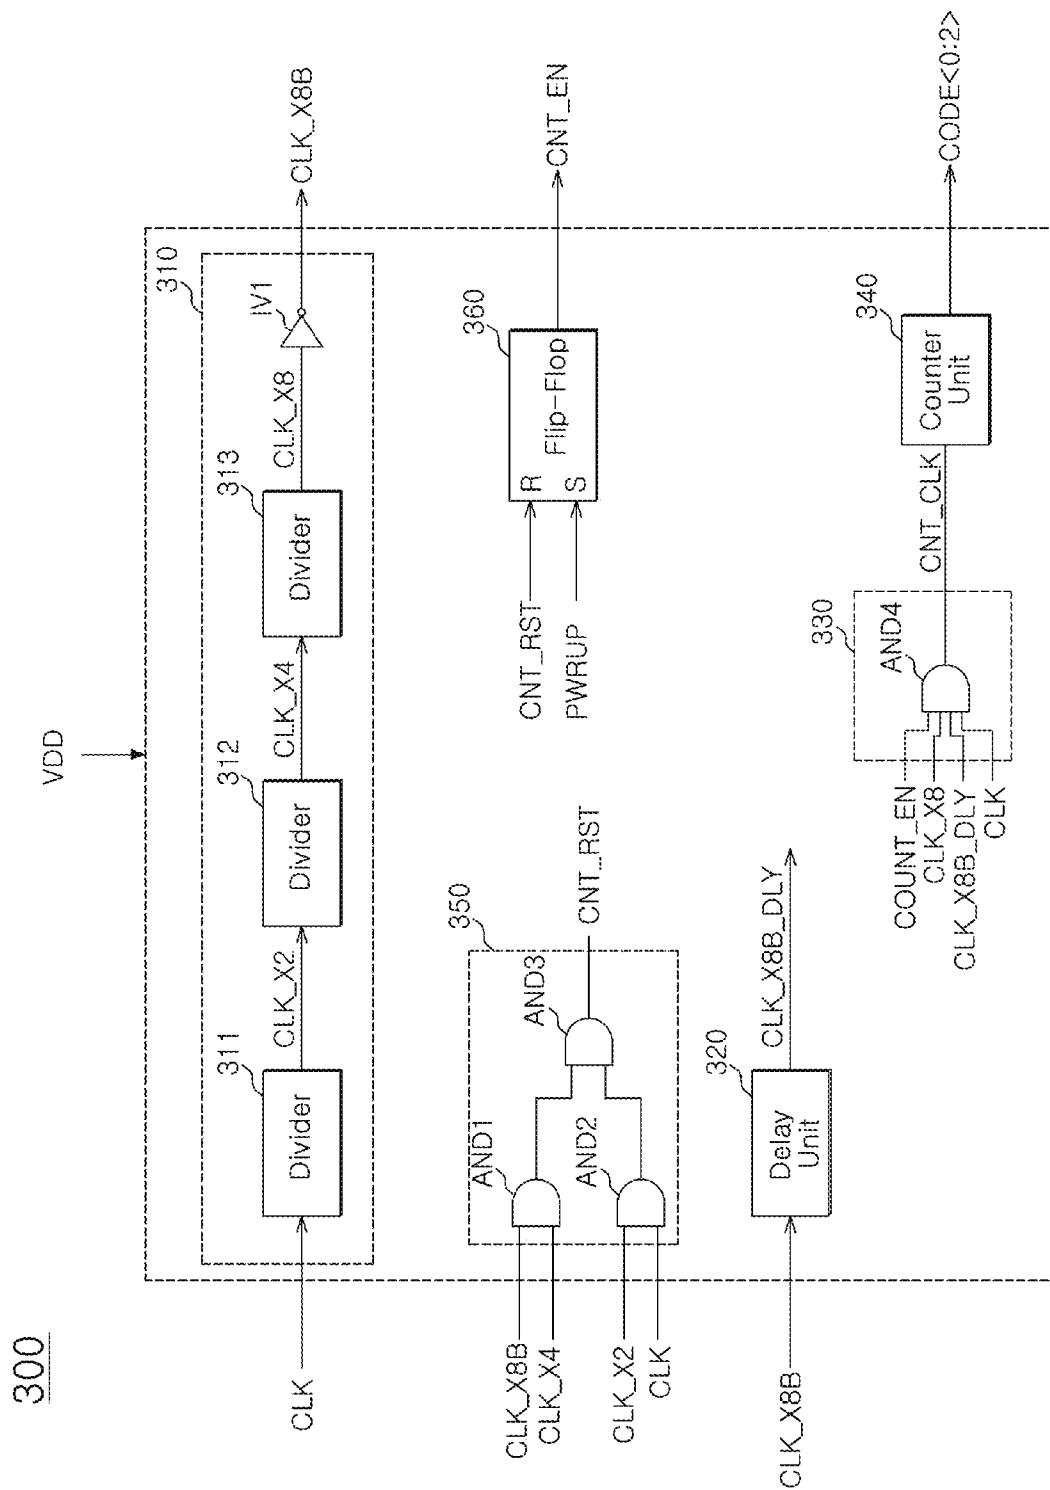 300
VDD
310
CLK
311
Divider
CLK_X2
312
Divider
CLK_X4
313
Divider
CLK_X8
IV1
CLK_X8B
350
CLK_X8B
CLK_X4
AND1
CLK_X2
CLK
AND2
AND3
CNT_RST
360
CNT_RST
PWRUP
R
S
Flip-Flop
CNT_EN
320
CLK_X8B
Delay
Unit
CLK_X8B_DLY
330
COUNT_EN
CLK_X8
CLK_X8B_DLY
CLK
AND4
CNT_CLK
340
Counter
Unit
CODE<0:2>